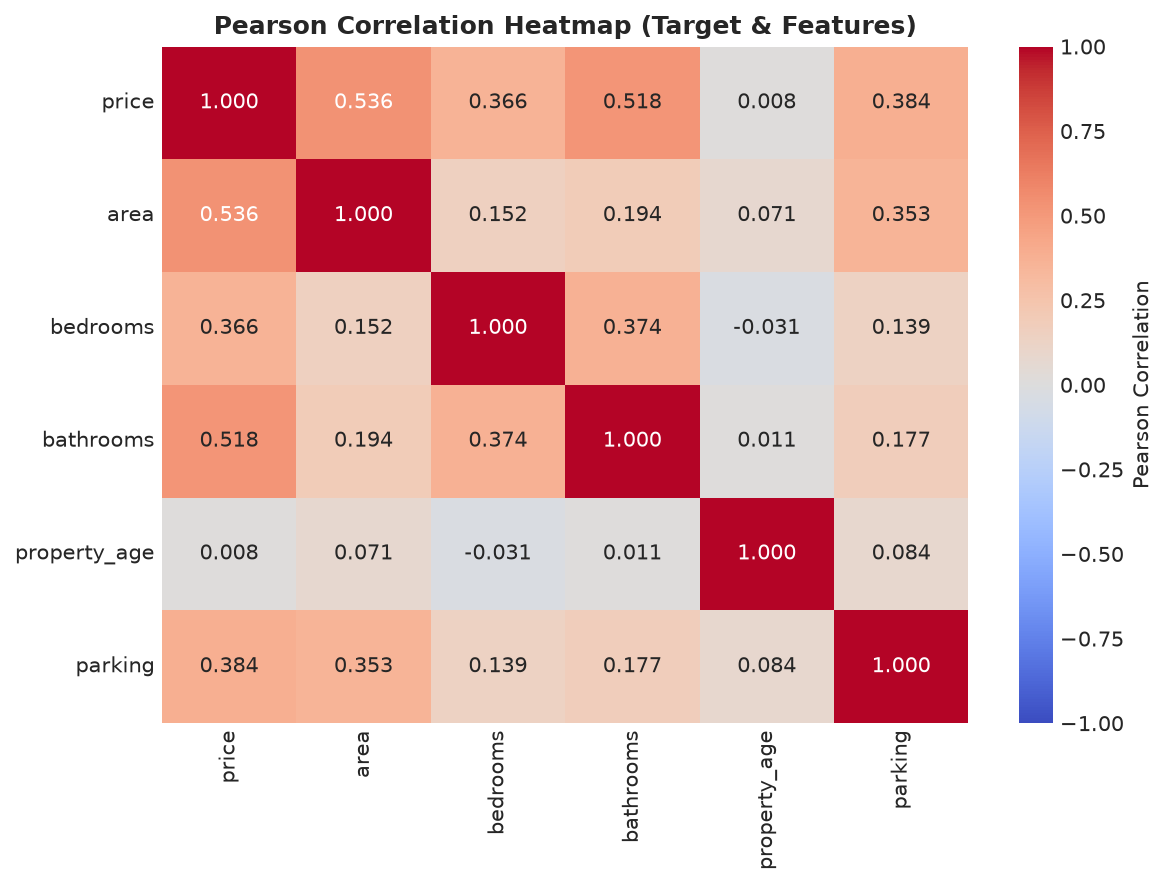 Pearson Correlation Heatmap (Target & Features)
price 1.000 0.536 0.366 0.518 0.008 0.384
area 0.536 1.000 0.152 0.194 0.071 0.353
bedrooms 0.366 0.152 1.000 0.374 -0.031 0.139
bathrooms 0.518 0.194 0.374 1.000 0.011 0.177
property_age 0.008 0.071 -0.031 0.011 1.000 0.084
parking 0.384 0.353 0.139 0.177 0.084 1.000
price area bedrooms bathrooms property_age parking
1.00
0.75
0.50
0.25
0.00
−0.25
−0.50
−0.75
−1.00
Pearson Correlation